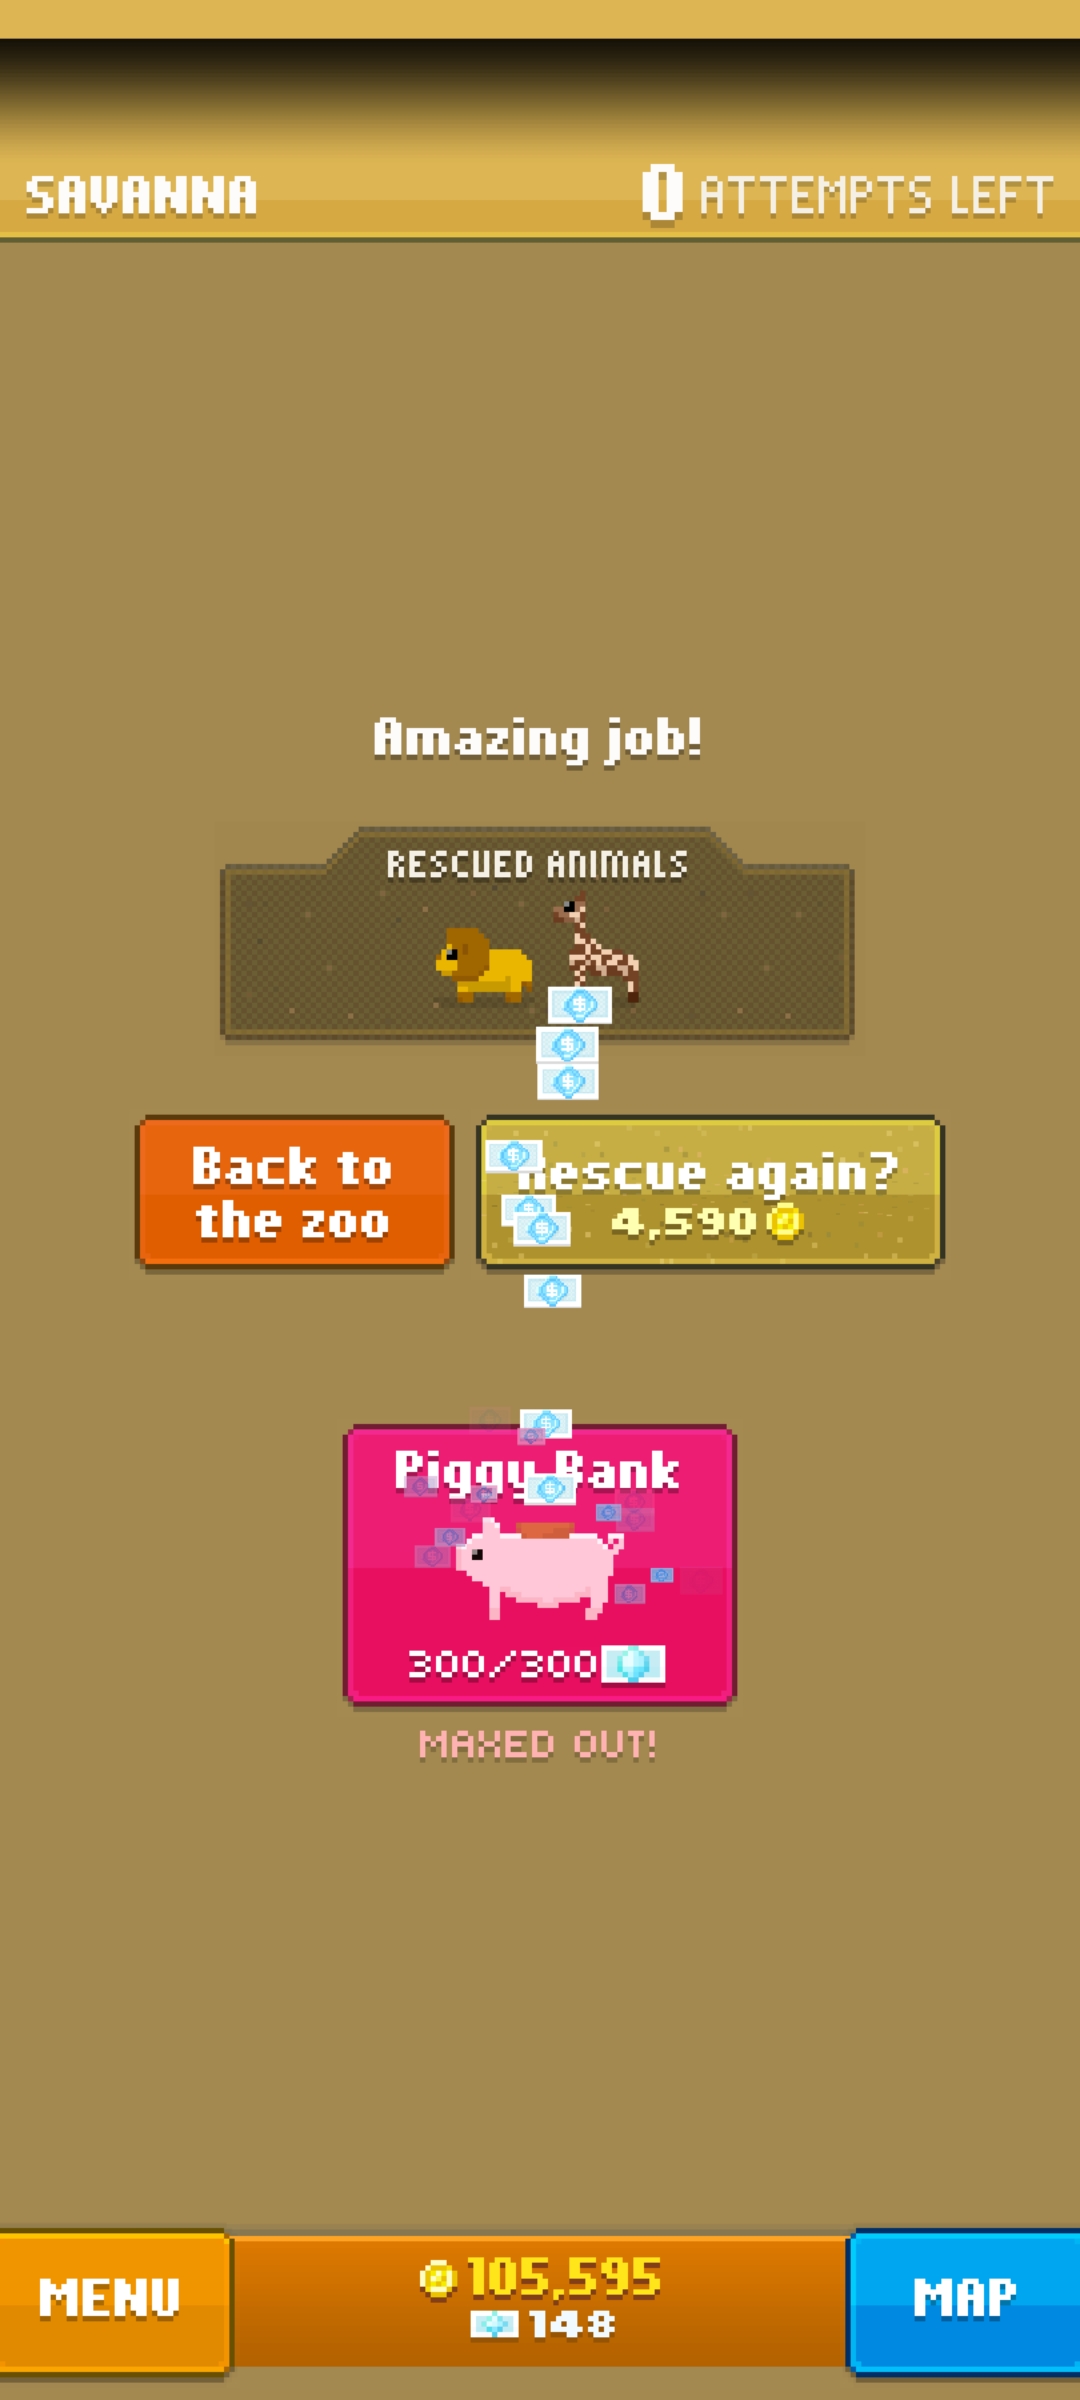 SAVANNA
0 ATTEMPTS LEFT
Amazing job!
RESCUED ANIMALS
Back to
the zoo
Rescue again?
4,590
Piggy Bank
300/300
MAXED OUT!
MENU
105,595
148
MAP